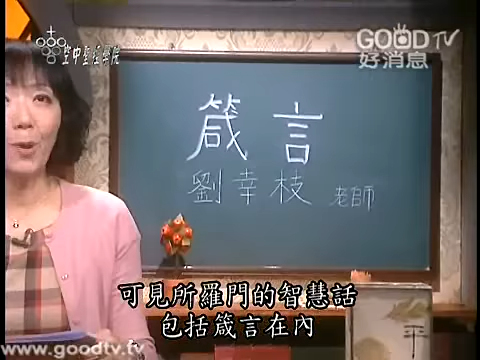 空中聖經學院
GOOD TV
好消息
箴言
劉幸枝 老師
可見所羅門的智慧話
包括箴言在內
www.goodtv.tv